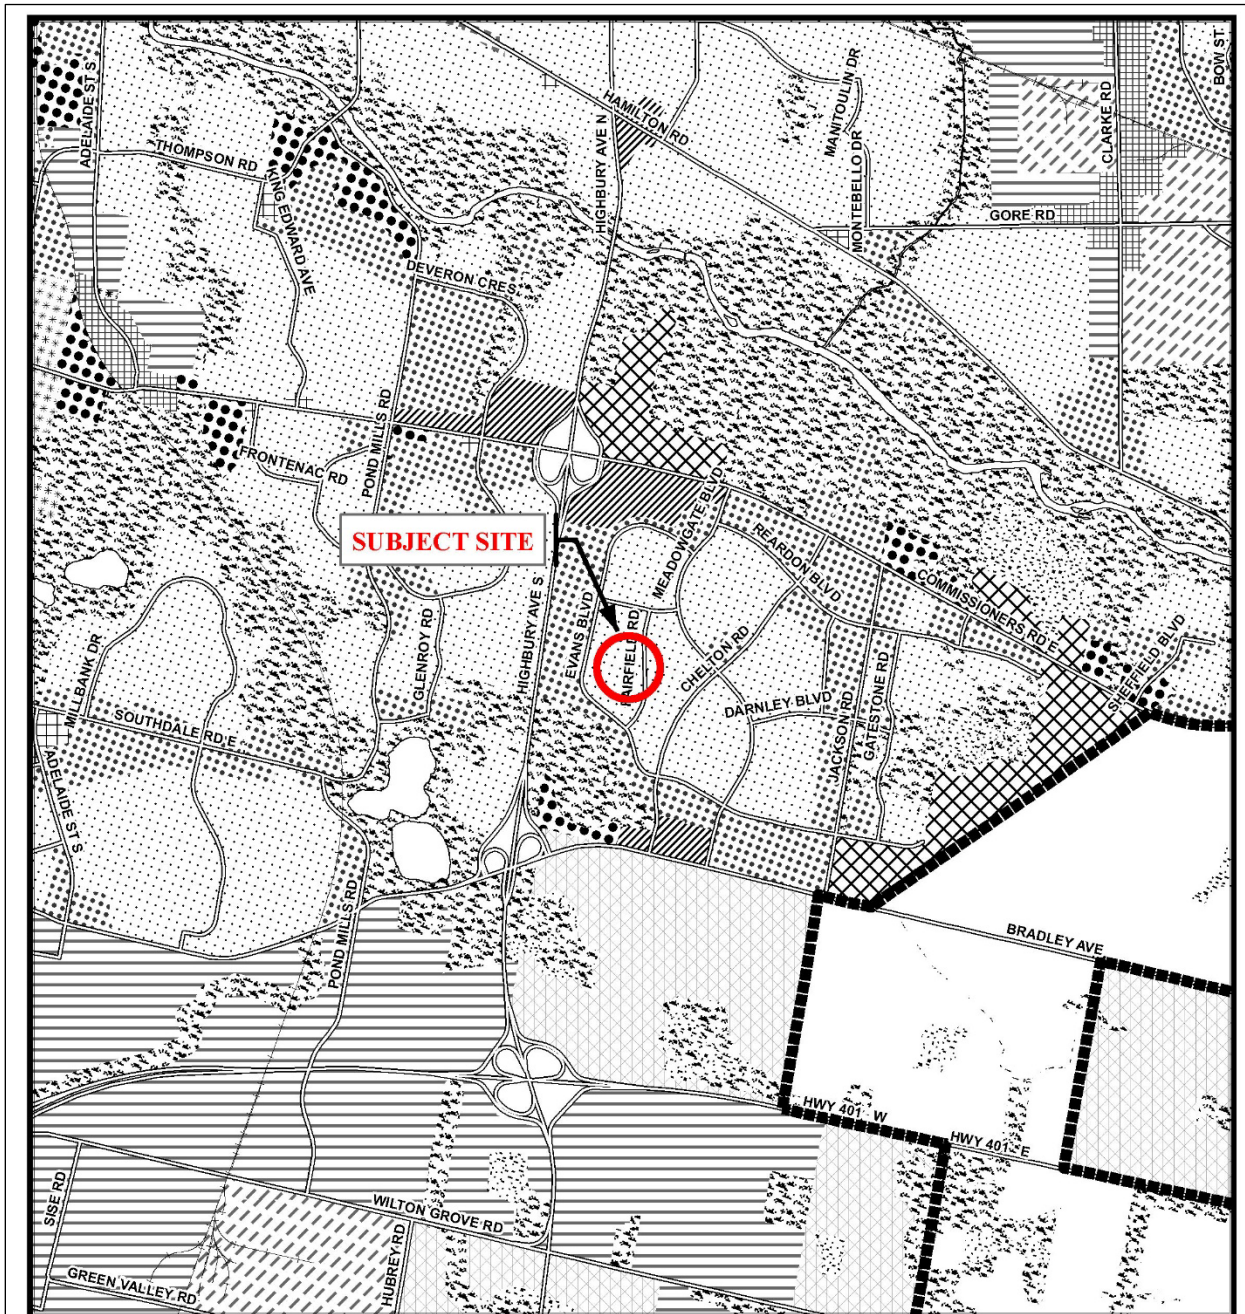 ADELAIDE ST S
THOMPSON RD
KING EDWARD AVE
HIGHBURY AVE N
HAMILTON RD
MANITOULIN DR
MONTEBELLO DR
CLARKE RD
BOW ST
GORE RD
DEVERON CRES
POND MILLS RD
FRONTENAC RD
SUBJECT SITE
MEADOWGATE BLVD
REARDON BLVD
COMMISSIONERS RD E
SHEFFIELD BLVD
HIGHBURY AVE S
EVANS BLVD
FAIRFIELD RD
CHELTON RD
DARNLEY BLVD
JACKSON RD
GATESTONE RD
GLENROY RD
MILLBANK DR
SOUTHDALE RD E
ADELAIDE ST S
POND MILLS RD
BRADLEY AVE
HWY 401 W
HWY 401 E
SISE RD
WILTON GROVE RD
HUBREY RD
GREEN VALLEY RD